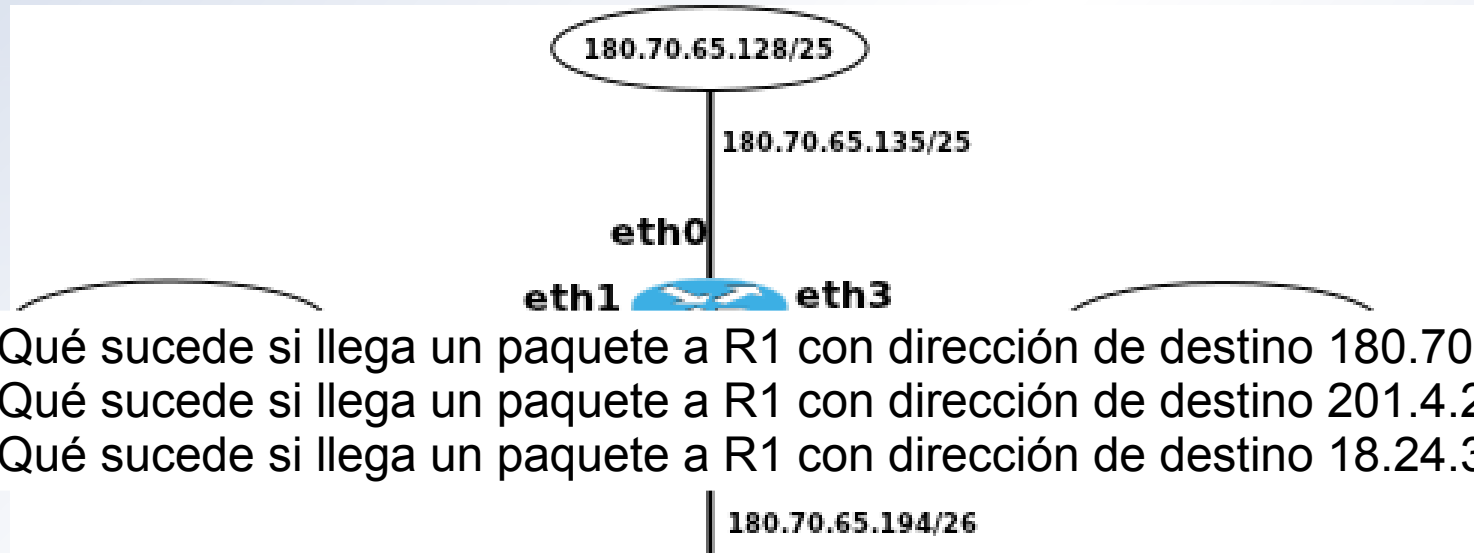 180.70.65.128/25
180.70.65.135/25
eth0
eth1 eth3
Qué sucede si llega un paquete a R1 con dirección de destino 180.70
Qué sucede si llega un paquete a R1 con dirección de destino 201.4.2
Qué sucede si llega un paquete a R1 con dirección de destino 18.24.3
180.70.65.194/26